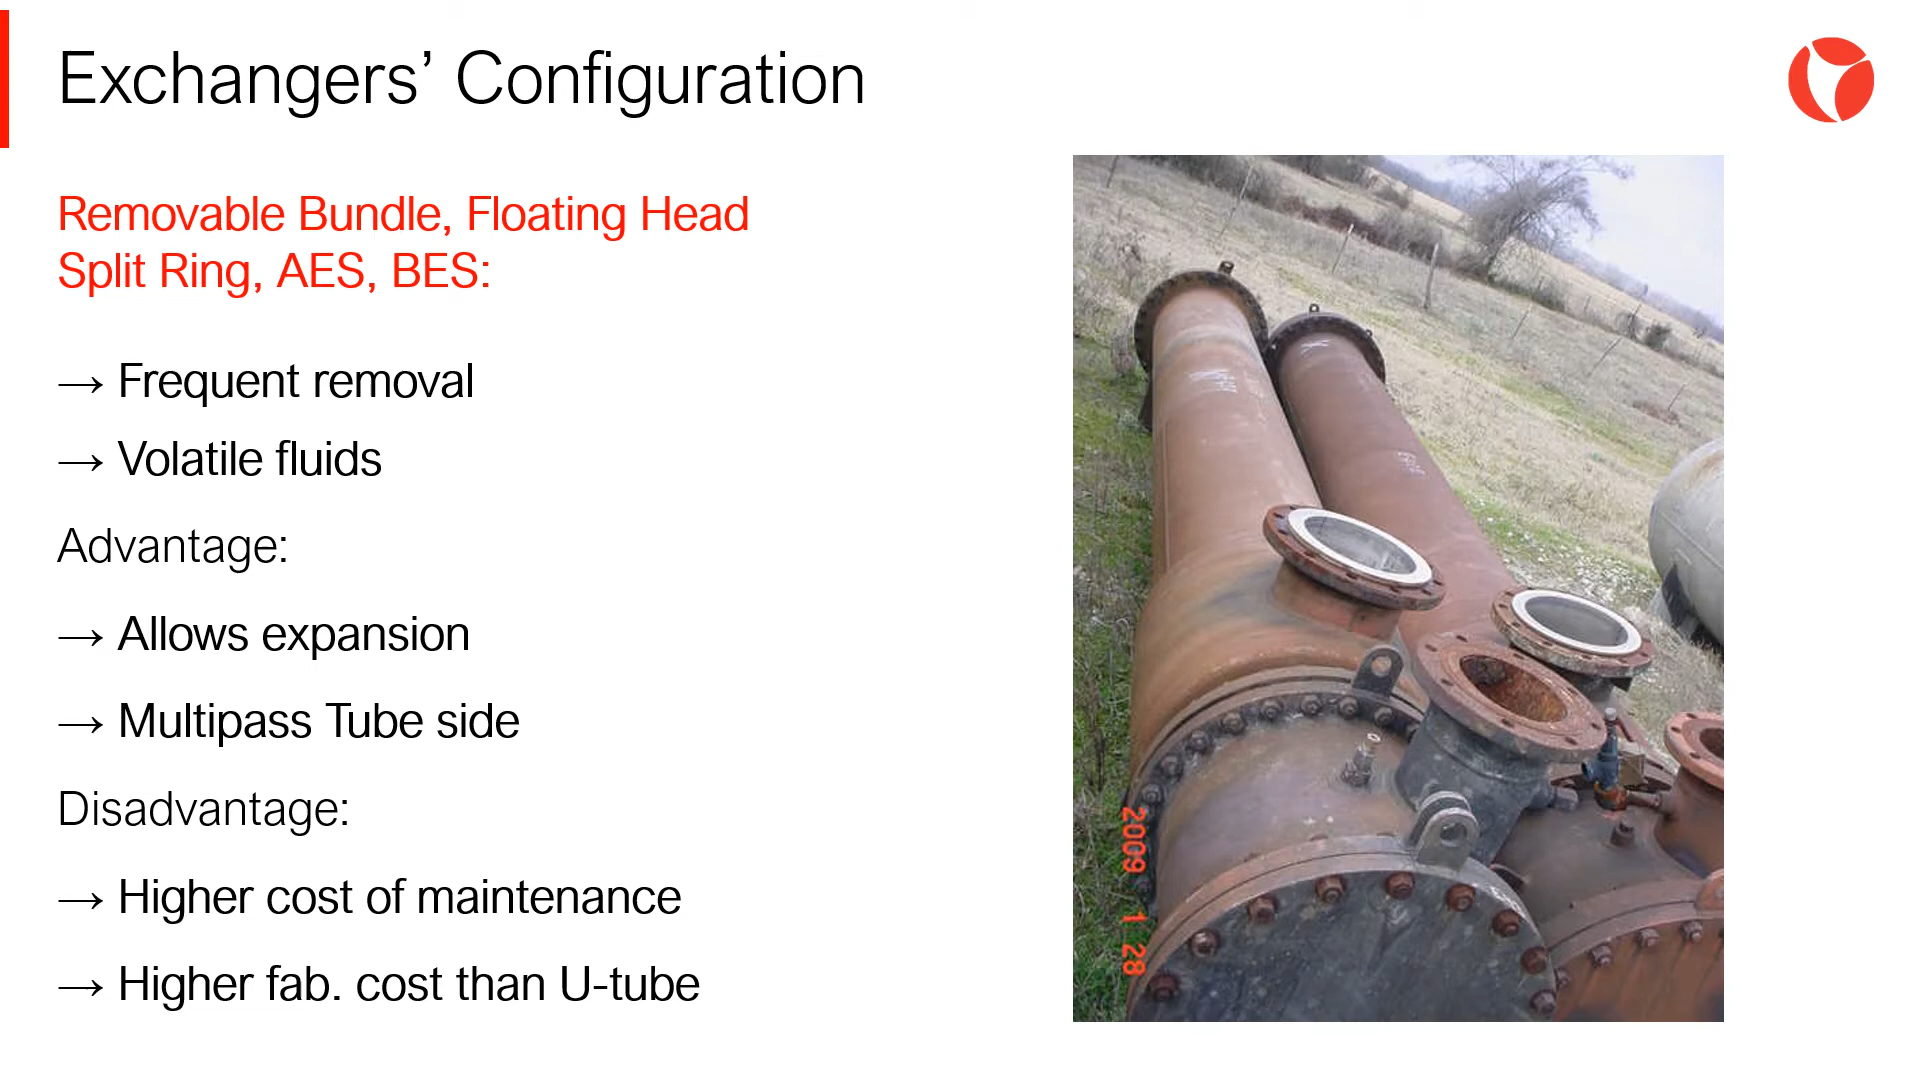 Exchangers’ Configuration
Removable Bundle, Floating Head
Split Ring, AES, BES:
→ Frequent removal
→ Volatile fluids
Advantage:
→ Allows expansion
→ Multipass Tube side
Disadvantage:
→ Higher cost of maintenance
→ Higher fab. cost than U-tube
2009 1 28